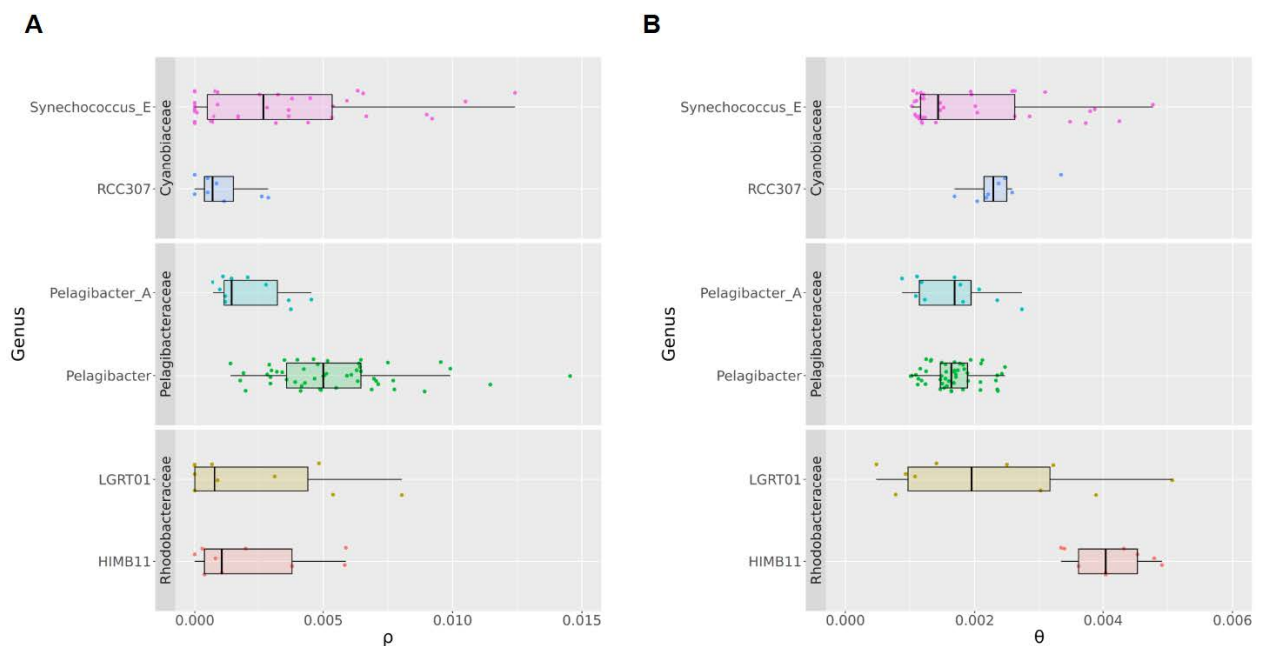 A
Genus
Cyanobiaceae
Synechococcus_E
RCC307
Pelagibacteraceae
Pelagibacter_A
Pelagibacter
Rhodobacteraceae
LGRT01
HIMB11
0.000 0.005 0.010 0.015
ρ
B
Genus
Cyanobiaceae
Synechococcus_E
RCC307
Pelagibacteraceae
Pelagibacter_A
Pelagibacter
Rhodobacteraceae
LGRT01
HIMB11
0.000 0.002 0.004 0.006
θ